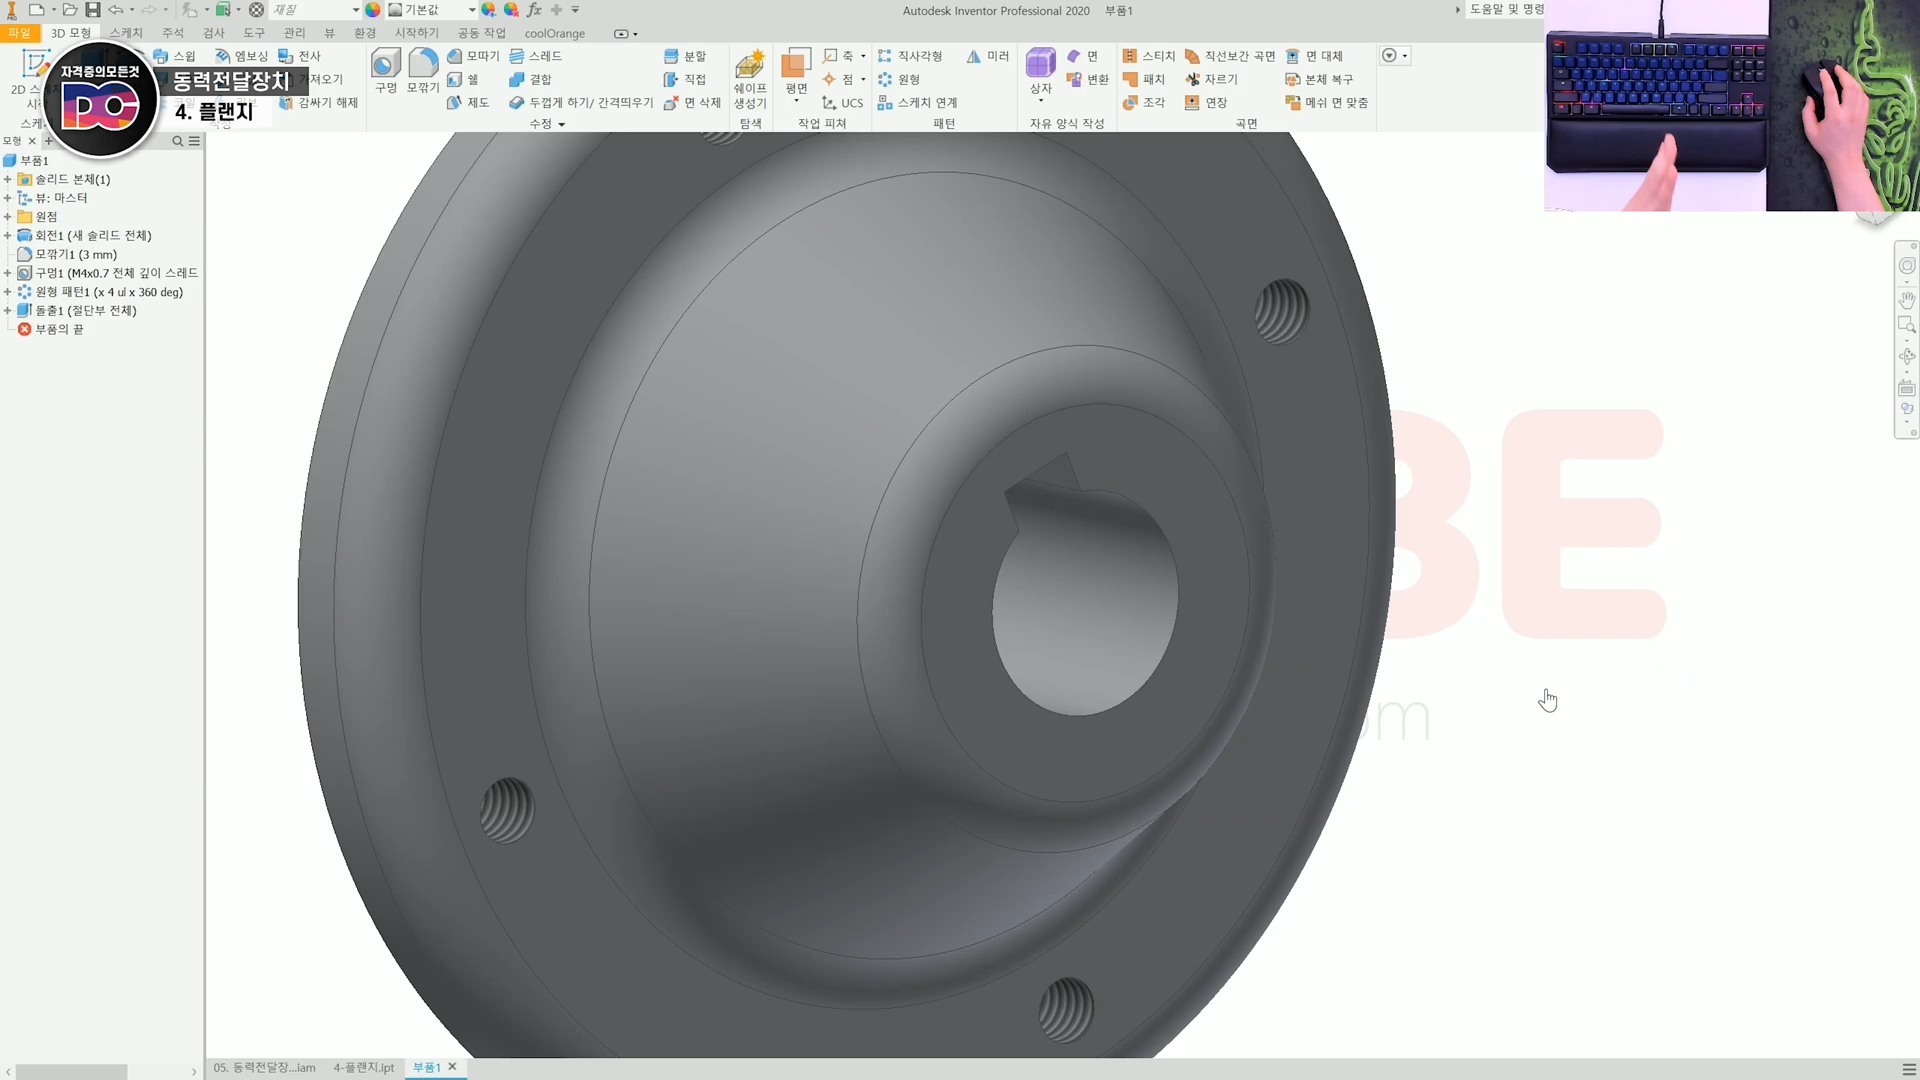 재질
기본값
Autodesk Inventor Professional 2020 부품1
도움말 및 명령
파일 3D 모형 스케치 주석 검사 도구 관리 뷰 환경 시작하기 공동 작업 coolOrange
자격증의모든것
DC
동력전달장치
4. 플랜지
스윕 엠보싱 전사
가져오기
감싸기 해제
구멍 모깎기
모따기 스레드
쉘 결합
제도 두껍게 하기/ 간격띄우기
분할
직접
면 삭제
수정
쉐이프
생성기
탐색
평면
축
점
UCS
작업 피쳐
직사각형 미러
원형
스케치 연계
패턴
상자
면
변환
자유 양식 작성
스티치 직선보간 곡면 면 대체
패치 자르기 본체 복구
조각 연장 메쉬 면 맞춤
곡면
모형
부품1
솔리드 본체(1)
뷰: 마스터
원점
회전1 (새 솔리드 전체)
모깎기1 (3 mm)
구멍1 (M4x0.7 전체 깊이 스레드
원형 패턴1 (x 4 ul x 360 deg)
돌출1 (절단부 전체)
부품의 끝
05. 동력전달장...iam 4-플랜지.ipt 부품1